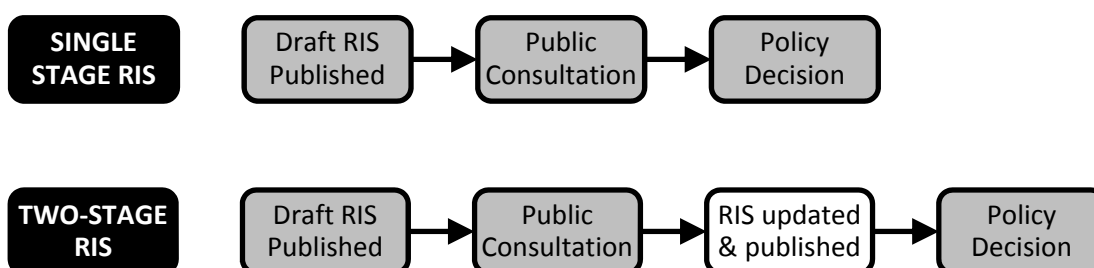 SINGLE
STAGE RIS
Draft RIS
Published
Public
Consultation
Policy
Decision
TWO-STAGE
RIS
Draft RIS
Published
Public
Consultation
RIS updated
& published
Policy
Decision